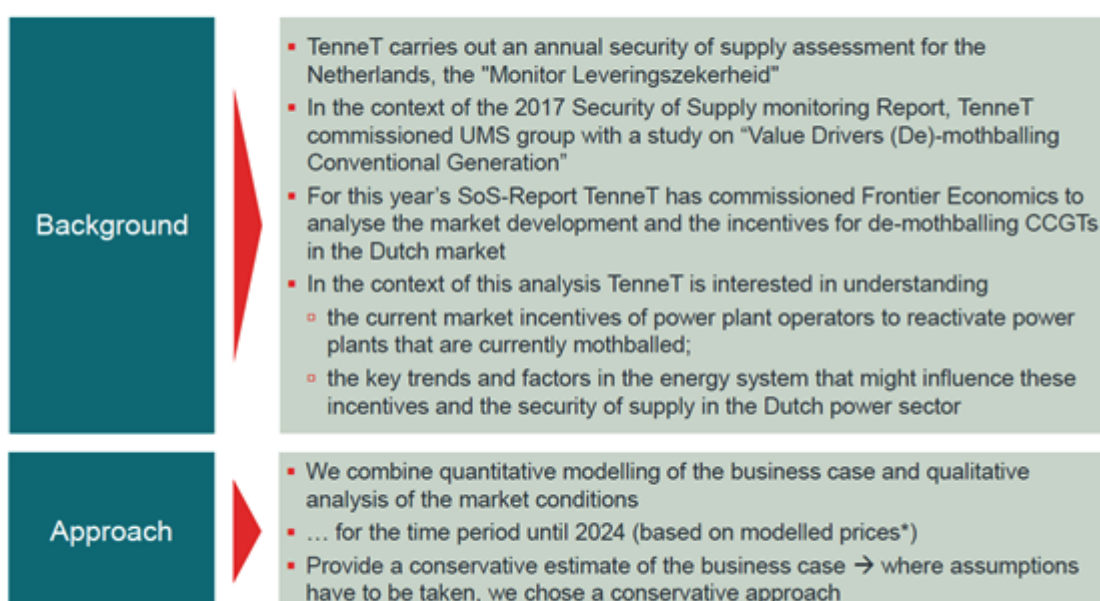 Background
▪ TenneT carries out an annual security of supply assessment for the
Netherlands, the "Monitor Leveringszekerheid"
▪ In the context of the 2017 Security of Supply monitoring Report, TenneT
commissioned UMS group with a study on “Value Drivers (De)-mothballing
Conventional Generation”
▪ For this year’s SoS-Report TenneT has commissioned Frontier Economics to
analyse the market development and the incentives for de-mothballing CCGTs
in the Dutch market
▪ In the context of this analysis TenneT is interested in understanding
▫ the current market incentives of power plant operators to reactivate power
plants that are currently mothballed;
▫ the key trends and factors in the energy system that might influence these
incentives and the security of supply in the Dutch power sector
Approach
▪ We combine quantitative modelling of the business case and qualitative
analysis of the market conditions
▪ … for the time period until 2024 (based on modelled prices*)
▪ Provide a conservative estimate of the business case → where assumptions
have to be taken, we chose a conservative approach